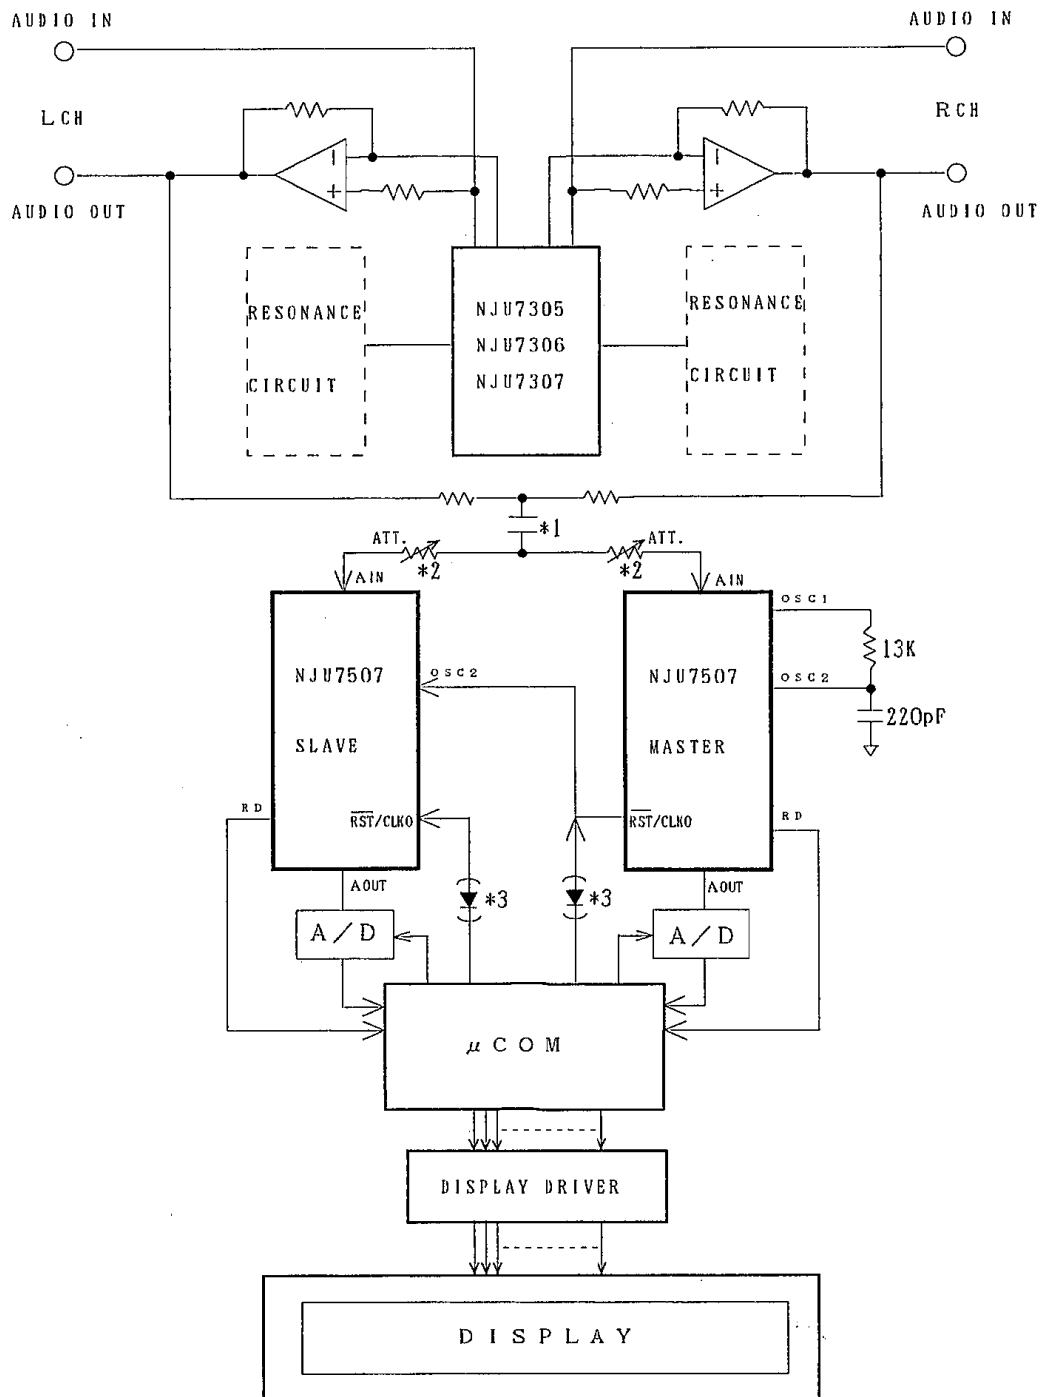 AUDIO IN
AUDIO IN
L CH
R CH
AUDIO OUT
AUDIO OUT
RESONANCE
CIRCUIT
NJU7305
NJU7306
NJU7307
RESONANCE
CIRCUIT
*1
ATT.
*2
ATT.
*2
AIN
AIN
OSC1
13K
NJU7507
SLAVE
OSC2
NJU7507
MASTER
OSC2
220pF
RD
RST/CLKO
RST/CLKO
RD
AOUT
*3
*3
AOUT
A/D
A/D
μCOM
DISPLAY DRIVER
DISPLAY